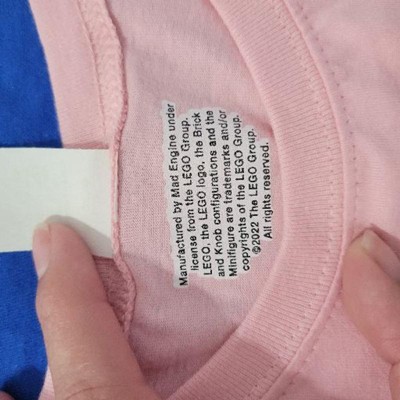 Manufactured by Mad Engine under
license from the LEGO Group.
LEGO, the LEGO logo, the Brick
and Knob configurations and the
Minifigure are trademarks and/or
copyrights of the LEGO Group.
©2022 The LEGO Group.
All rights reserved.